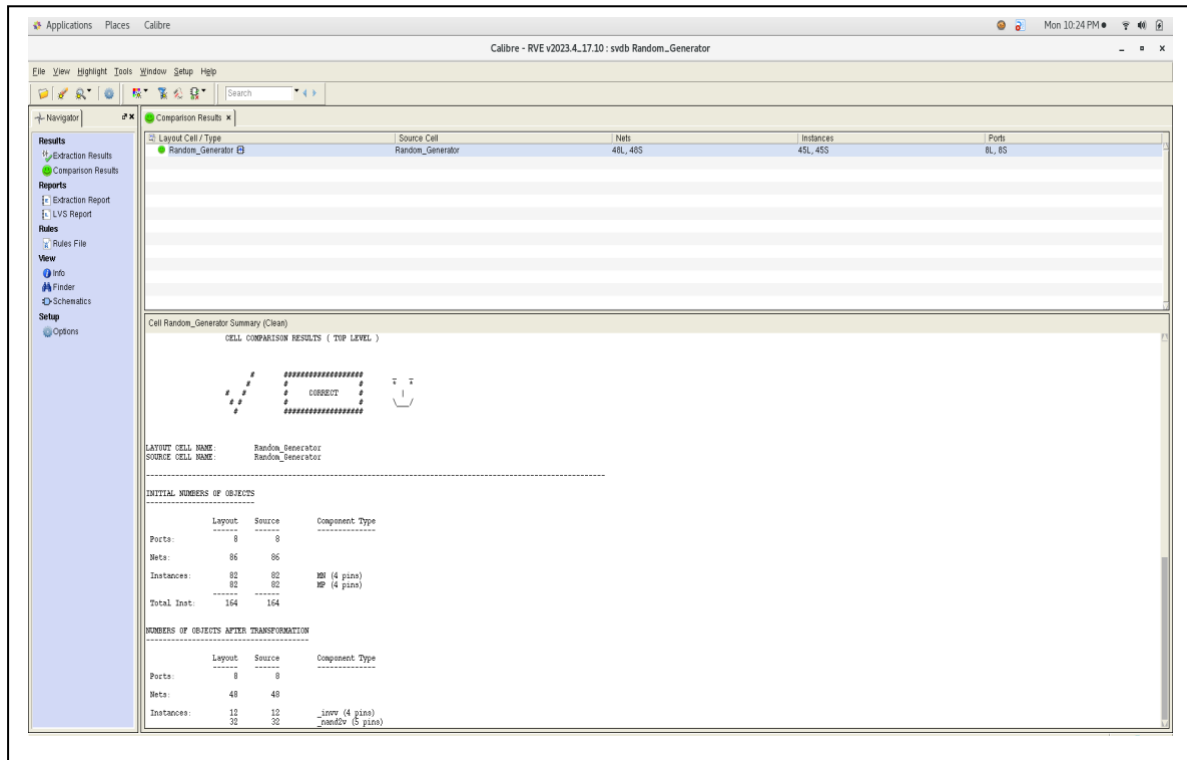 Applications Places Calibre Mon 10:24 PM
Calibre - RVE v2023.4_17.10 : svdb Random_Generator
File View Highlight Tools Window Setup Help
Search
Navigator
Comparison Results
Layout Cell / Type Source Cell Nets Instances Ports
Random_Generator Random_Generator 48L, 48S 45L, 45S 8L, 8S
Results
Extraction Results
Comparison Results
Reports
Extraction Report
LVS Report
Rules
Rules File
View
Info
Finder
Schematics
Setup
Options
Cell Random_Generator Summary (Clean)
CELL COMPARISON RESULTS ( TOP LEVEL )
CORRECT
LAYOUT CELL NAME: Random_Generator
SOURCE CELL NAME: Random_Generator
INITIAL NUMBERS OF OBJECTS
Layout Source Component Type
Ports: 8 8
Nets: 86 86
Instances: 82 82 MN (4 pins)
82 82 MP (4 pins)
Total Inst: 164 164
NUMBERS OF OBJECTS AFTER TRANSFORMATION
Layout Source Component Type
Ports: 8 8
Nets: 48 48
Instances: 12 12 _invv (4 pins)
32 32 _nand2v (5 pins)